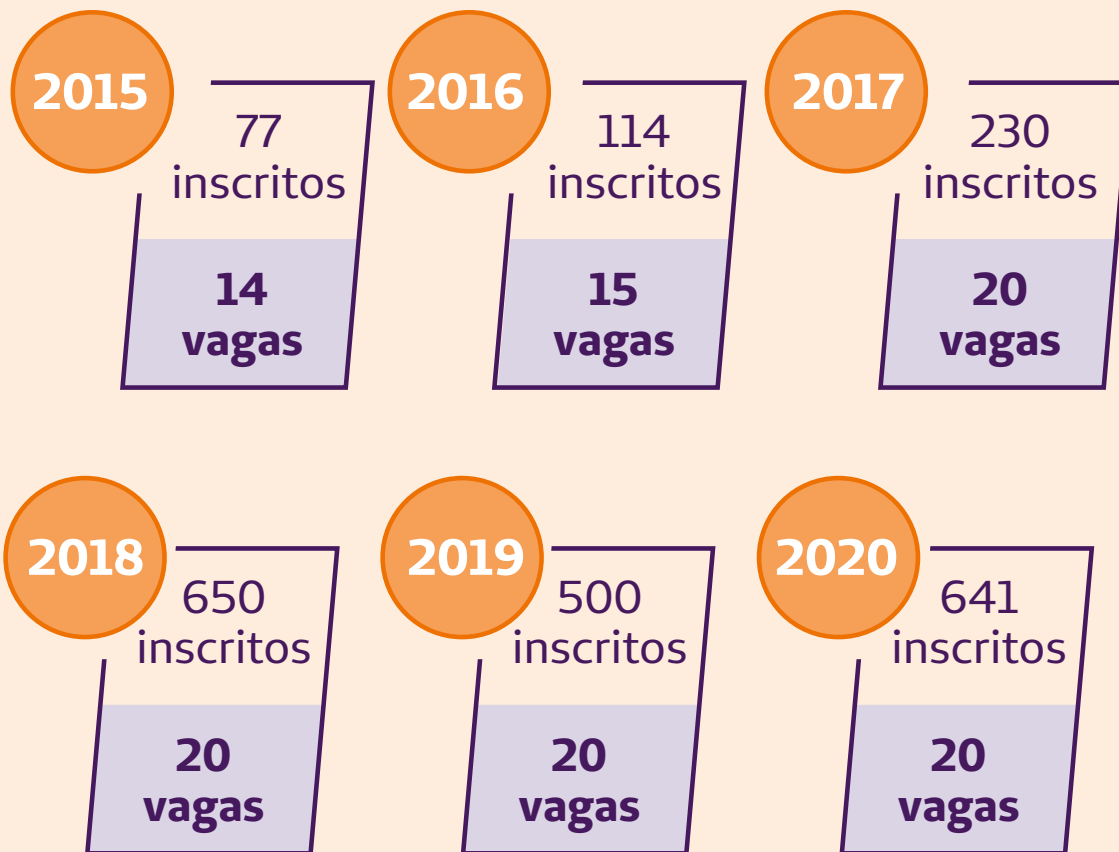 2015
77
inscritos
14
vagas
2016
114
inscritos
15
vagas
2017
230
inscritos
20
vagas
2018
650
inscritos
20
vagas
2019
500
inscritos
20
vagas
2020
641
inscritos
20
vagas